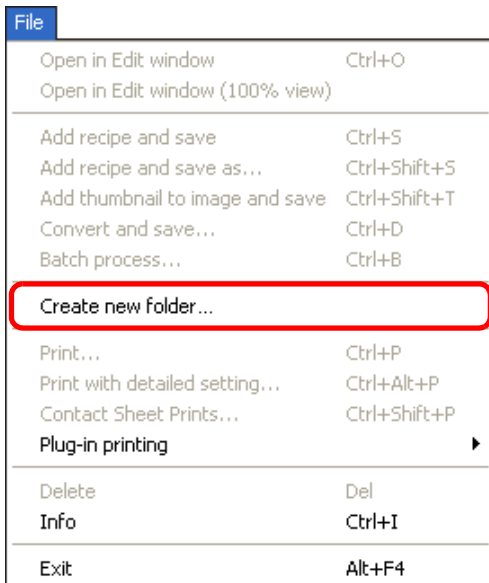 File
Open in Edit window Ctrl+O
Open in Edit window (100% view)
Add recipe and save Ctrl+S
Add recipe and save as... Ctrl+Shift+S
Add thumbnail to image and save Ctrl+Shift+T
Convert and save... Ctrl+D
Batch process... Ctrl+B
Create new folder...
Print... Ctrl+P
Print with detailed setting... Ctrl+Alt+P
Contact Sheet Prints... Ctrl+Shift+P
Plug-in printing
Delete Del
Info Ctrl+I
Exit Alt+F4